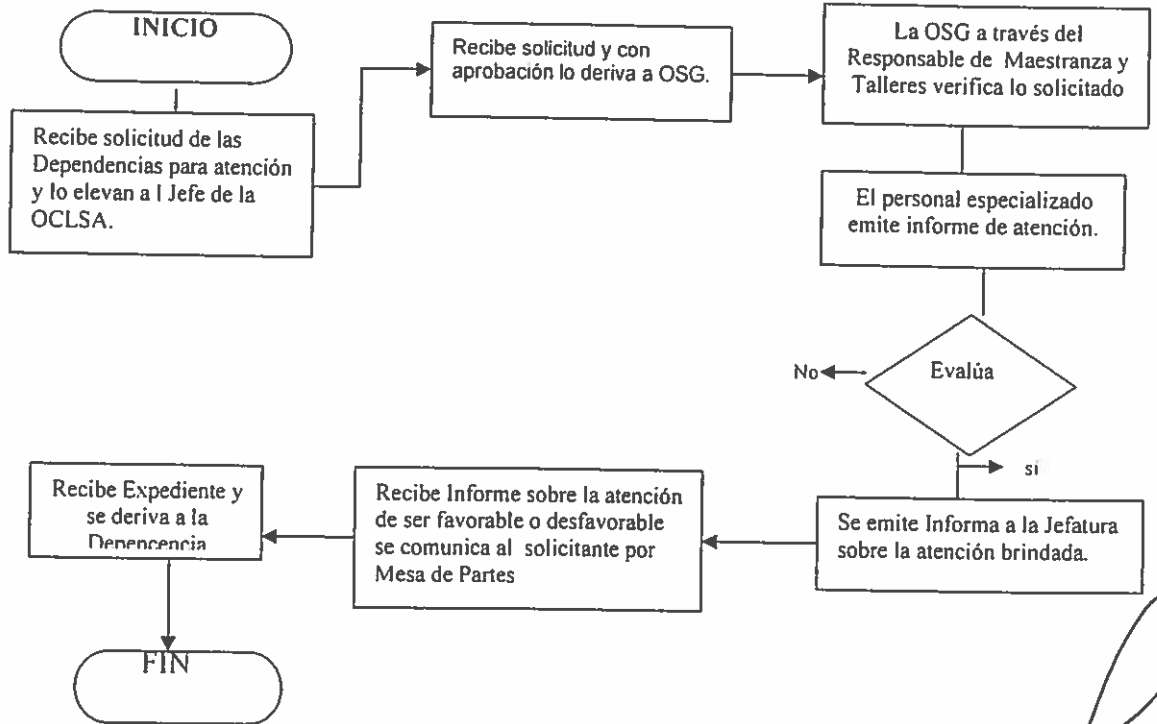 INICIO
Recibe solicitud de las
Dependencias para atención
y lo elevan a l Jefe de la
OCLSA.
Recibe solicitud y con
aprobación lo deriva a OSG.
La OSG a través del
Responsable de Maestranza y
Talleres verifica lo solicitado
El personal especializado
emite informe de atención.
Evalúa
No
sí
Se emite Informa a la Jefatura
sobre la atención brindada.
Recibe Informe sobre la atención
de ser favorable o desfavorable
se comunica al solicitante por
Mesa de Partes
Recibe Expediente y
se deriva a la
Depencencia
FIN